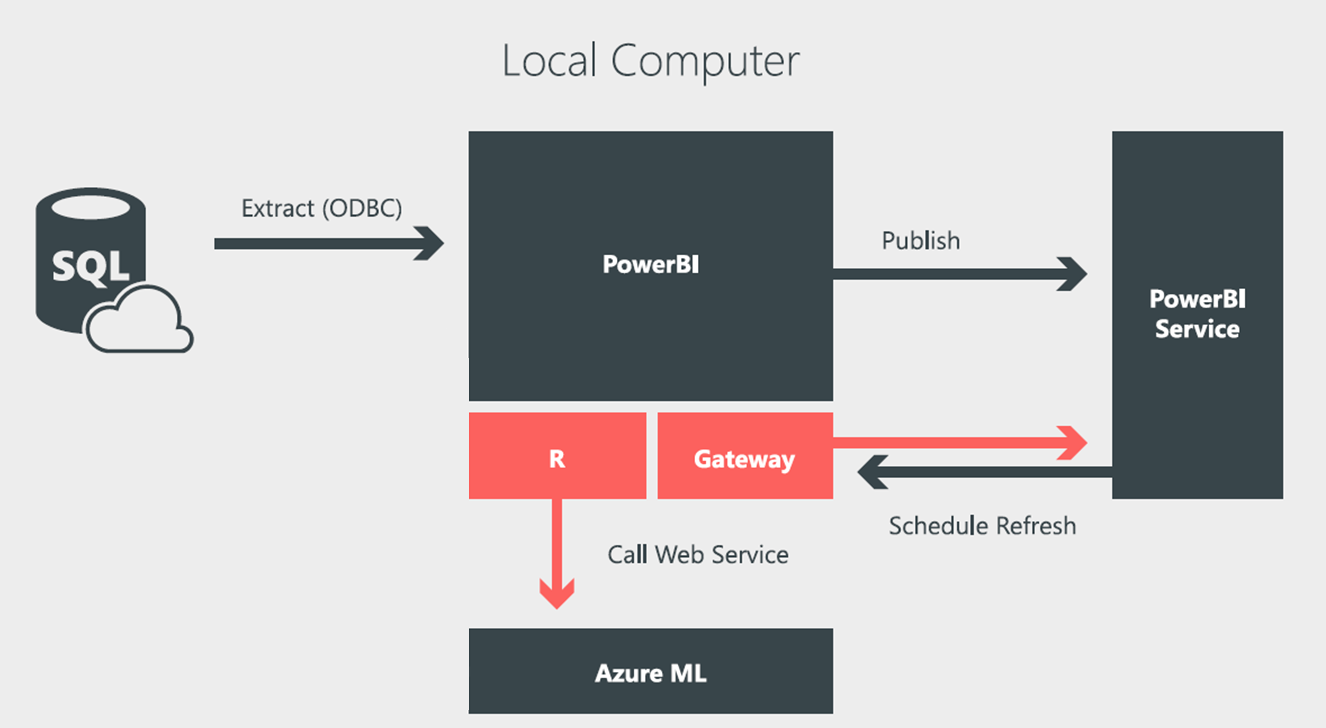 Local Computer
Extract (ODBC)
SQL
PowerBI
Publish
PowerBI
Service
R
Gateway
Schedule Refresh
Call Web Service
Azure ML